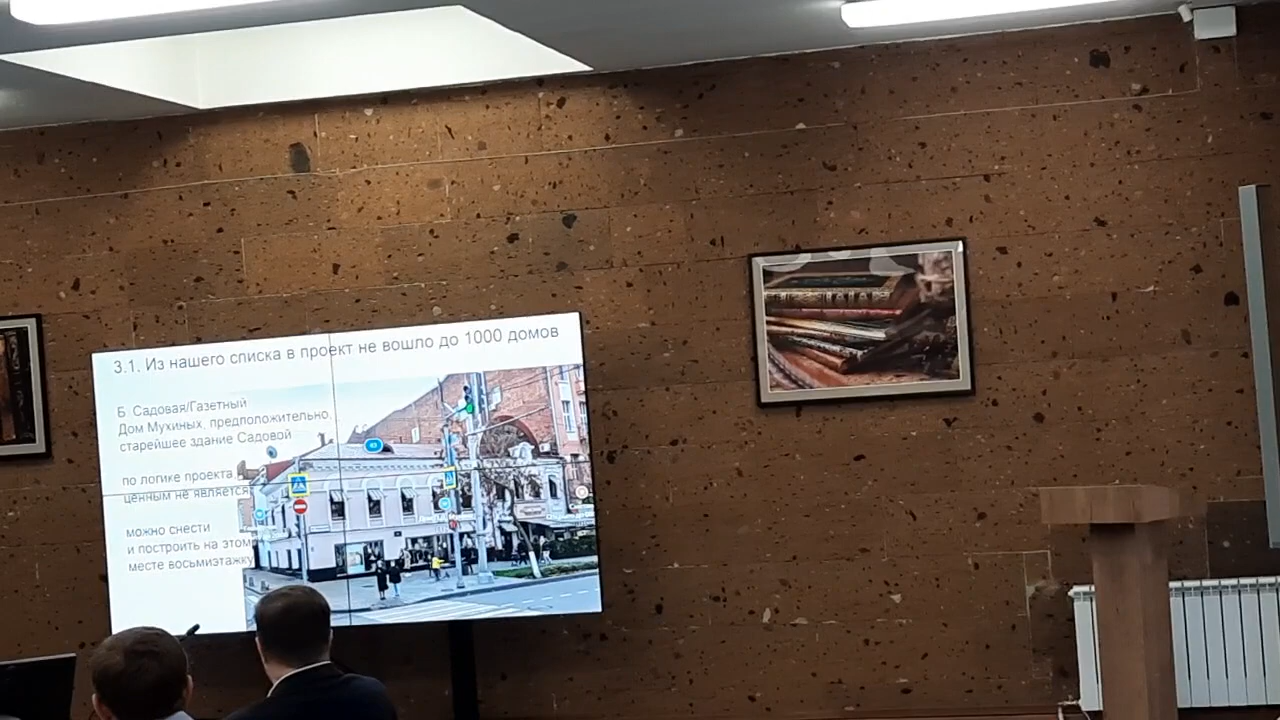 3.1. Из нашего списка в проект не вошло до 1000 домов
Б. Садовая/Газетный
Дом Мухиных, предположительно,
старейшее здание Садовой
по логике проекта
ценным не является
можно снести
и построить на этом
месте восьмиэтажку